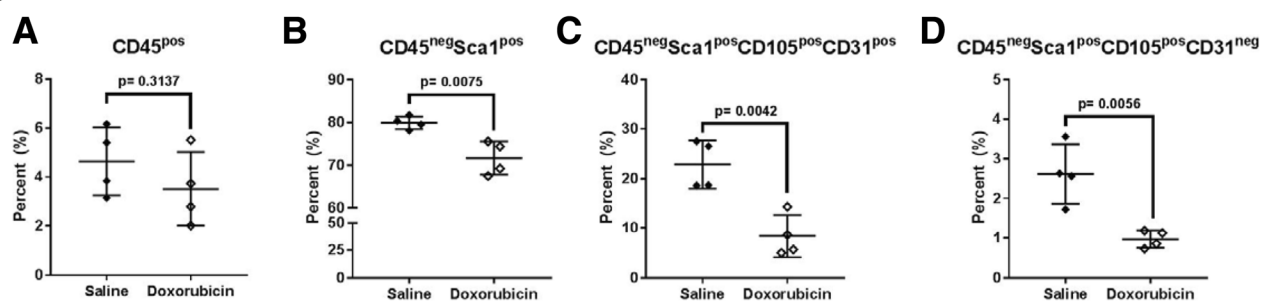 A
CD45pos
p= 0.3137
Percent (%)
8
6
4
2
0
Saline Doxorubicin
B
CD45negSca1pos
p= 0.0075
Percent (%)
90
80
70
60
50
25
0
Saline Doxorubicin
C
CD45negSca1posCD105posCD31pos
p= 0.0042
Percent (%)
40
30
20
10
0
Saline Doxorubicin
D
CD45negSca1posCD105posCD31neg
p= 0.0056
Percent (%)
5
4
3
2
1
0
Saline Doxorubicin